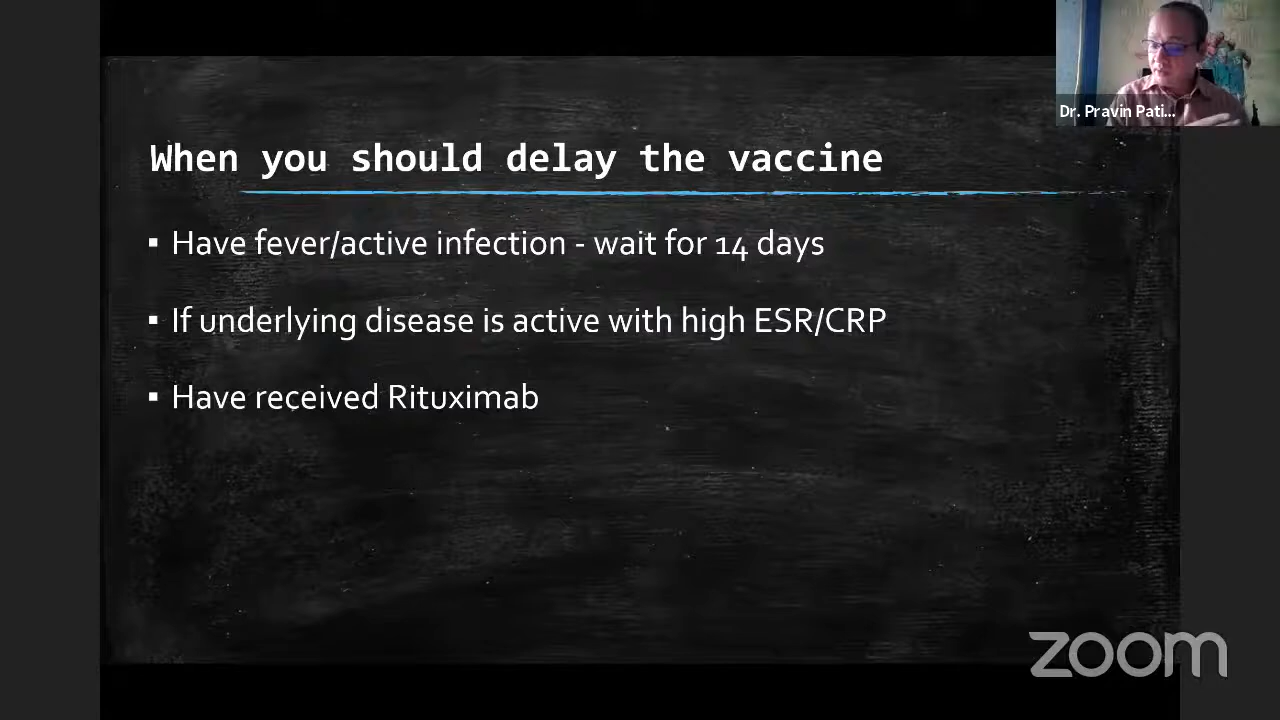 Dr. Pravin Pati...
When you should delay the vaccine
▪ Have fever/active infection - wait for 14 days
▪ If underlying disease is active with high ESR/CRP
▪ Have received Rituximab
zoom